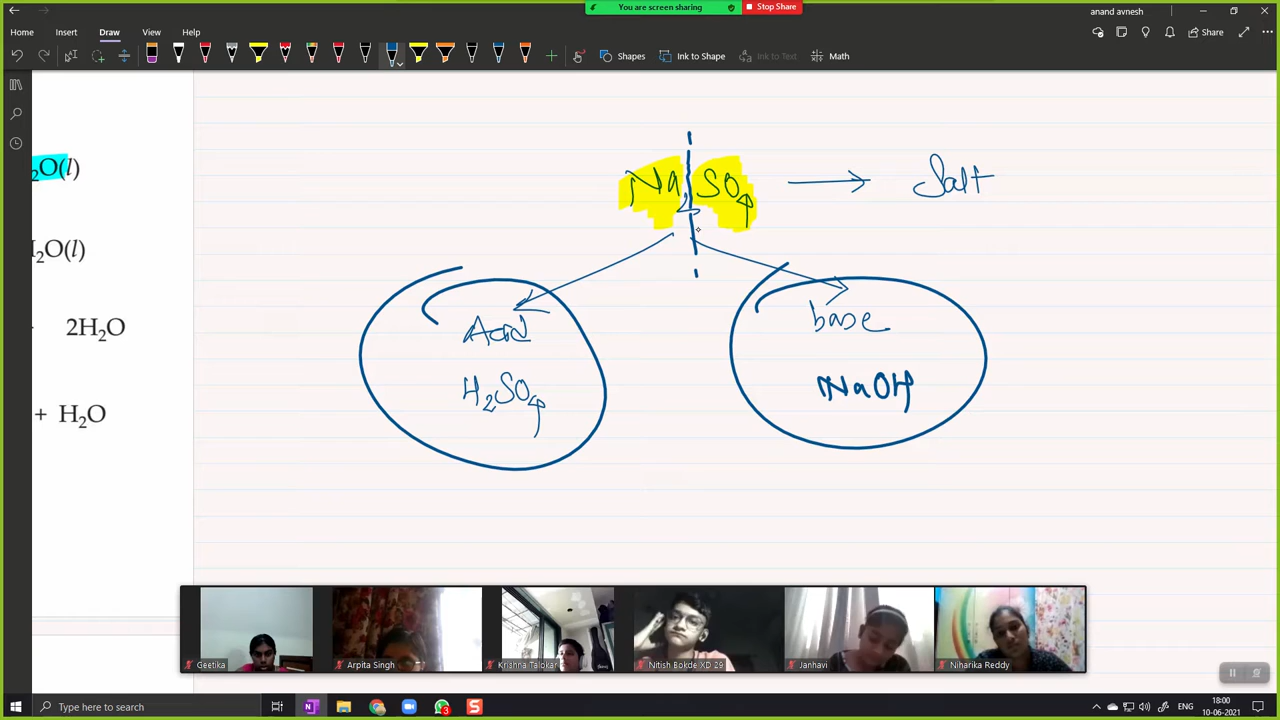 You are screen sharing
Stop Share
anand avnesh
Home Insert Draw View Help
Share
Shapes Ink to Shape Ink to Text Math
2O(l)
I2O(l)
2H2O
+ H2O
Na2SO4 → Salt
Acid
H2SO4
base
NaOH
Geetika Arpita Singh Krishna Talokar Nitish Bokde XD 29 Janhavi Niharika Reddy
Type here to search
3
N
S
ENG
18:00
10-06-2021